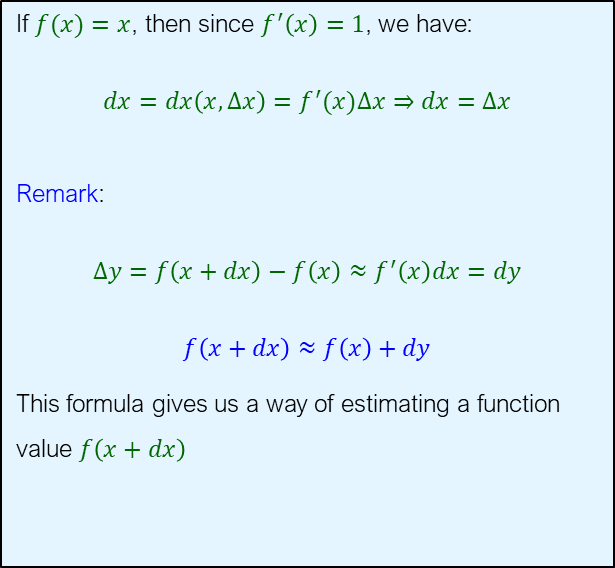 If f(x) = x, then since f′(x) = 1, we have:
dx = dx(x, Δx) = f′(x)Δx ⇒ dx = Δx
Remark:
Δy = f(x + dx) − f(x) ≈ f′(x)dx = dy
f(x + dx) ≈ f(x) + dy
This formula gives us a way of estimating a function
value f(x + dx)